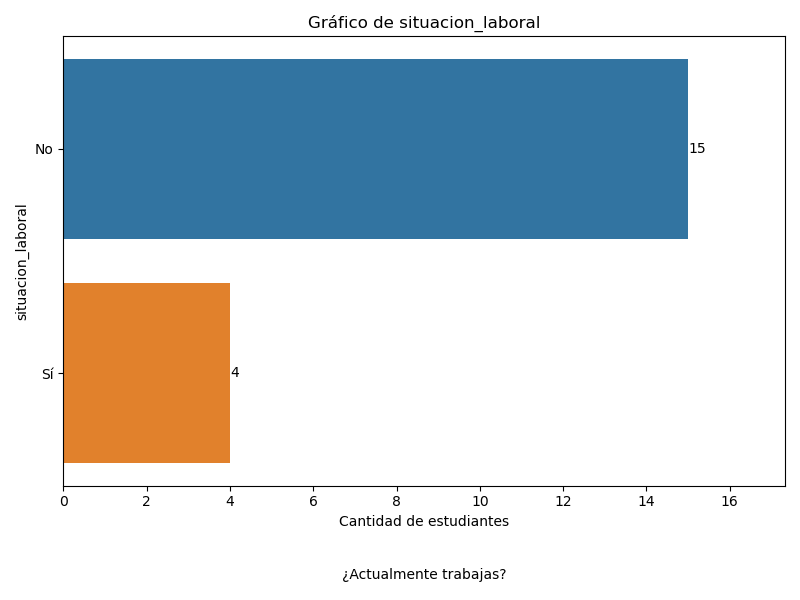 Gráfico de situacion_laboral
situacion_laboral
No
15
Sí
4
0 2 4 6 8 10 12 14 16
Cantidad de estudiantes
¿Actualmente trabajas?